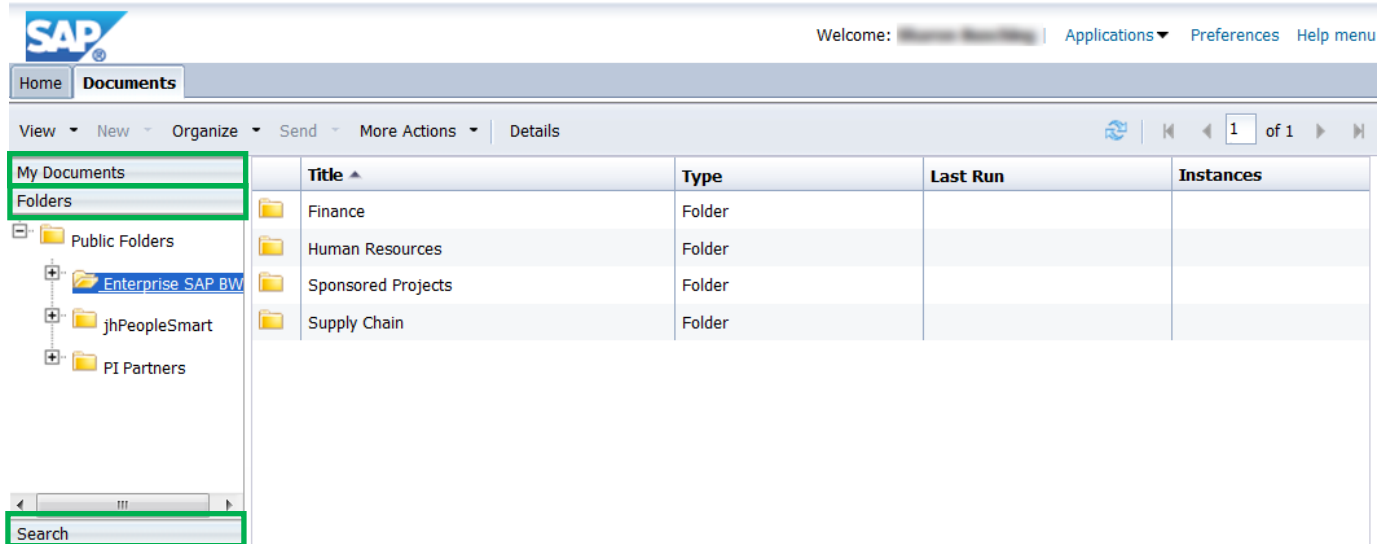 SAP®
Welcome: | Applications Preferences Help menu
Home Documents
View New Organize Send More Actions Details 1 of 1
My Documents
Title Type Last Run Instances
Folders
Finance Folder
Public Folders
Human Resources Folder
Enterprise SAP BW
Sponsored Projects Folder
jhPeopleSmart
Supply Chain Folder
PI Partners
Search